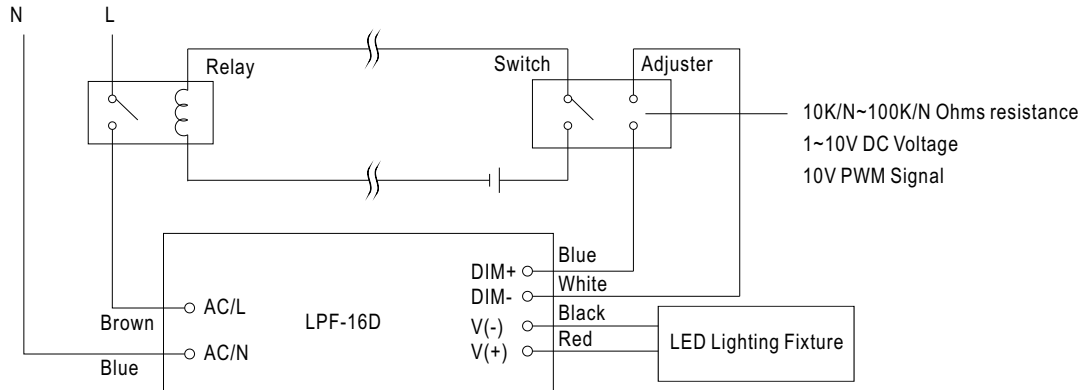 N
L
Relay
Switch
Adjuster
10K/N~100K/N Ohms resistance
1~10V DC Voltage
10V PWM Signal
Blue
DIM+
White
DIM-
Black
V(-)
Red
V(+)
LED Lighting Fixture
AC/L
Brown
LPF-16D
AC/N
Blue